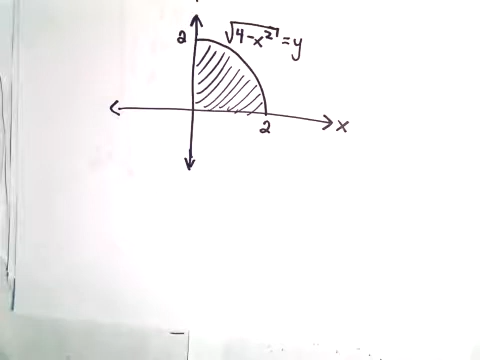 √4-x² = y
2
2
x